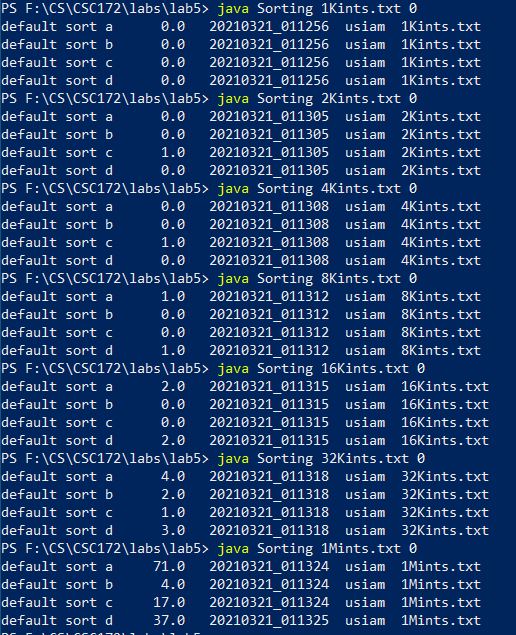 PS F:\CS\CSC172\labs\lab5> java Sorting 1Kints.txt 0
default sort a      0.0   20210321_011256  usiam  1Kints.txt
default sort b      0.0   20210321_011256  usiam  1Kints.txt
default sort c      0.0   20210321_011256  usiam  1Kints.txt
default sort d      0.0   20210321_011256  usiam  1Kints.txt
PS F:\CS\CSC172\labs\lab5> java Sorting 2Kints.txt 0
default sort a      0.0   20210321_011305  usiam  2Kints.txt
default sort b      0.0   20210321_011305  usiam  2Kints.txt
default sort c      1.0   20210321_011305  usiam  2Kints.txt
default sort d      0.0   20210321_011305  usiam  2Kints.txt
PS F:\CS\CSC172\labs\lab5> java Sorting 4Kints.txt 0
default sort a      0.0   20210321_011308  usiam  4Kints.txt
default sort b      0.0   20210321_011308  usiam  4Kints.txt
default sort c      1.0   20210321_011308  usiam  4Kints.txt
default sort d      0.0   20210321_011308  usiam  4Kints.txt
PS F:\CS\CSC172\labs\lab5> java Sorting 8Kints.txt 0
default sort a      1.0   20210321_011312  usiam  8Kints.txt
default sort b      0.0   20210321_011312  usiam  8Kints.txt
default sort c      0.0   20210321_011312  usiam  8Kints.txt
default sort d      1.0   20210321_011312  usiam  8Kints.txt
PS F:\CS\CSC172\labs\lab5> java Sorting 16Kints.txt 0
default sort a      2.0   20210321_011315  usiam  16Kints.txt
default sort b      0.0   20210321_011315  usiam  16Kints.txt
default sort c      0.0   20210321_011315  usiam  16Kints.txt
default sort d      2.0   20210321_011315  usiam  16Kints.txt
PS F:\CS\CSC172\labs\lab5> java Sorting 32Kints.txt 0
default sort a      4.0   20210321_011318  usiam  32Kints.txt
default sort b      2.0   20210321_011318  usiam  32Kints.txt
default sort c      1.0   20210321_011318  usiam  32Kints.txt
default sort d      3.0   20210321_011318  usiam  32Kints.txt
PS F:\CS\CSC172\labs\lab5> java Sorting 1Mints.txt 0
default sort a     71.0   20210321_011324  usiam  1Mints.txt
default sort b      4.0   20210321_011324  usiam  1Mints.txt
default sort c     17.0   20210321_011324  usiam  1Mints.txt
default sort d     37.0   20210321_011325  usiam  1Mints.txt